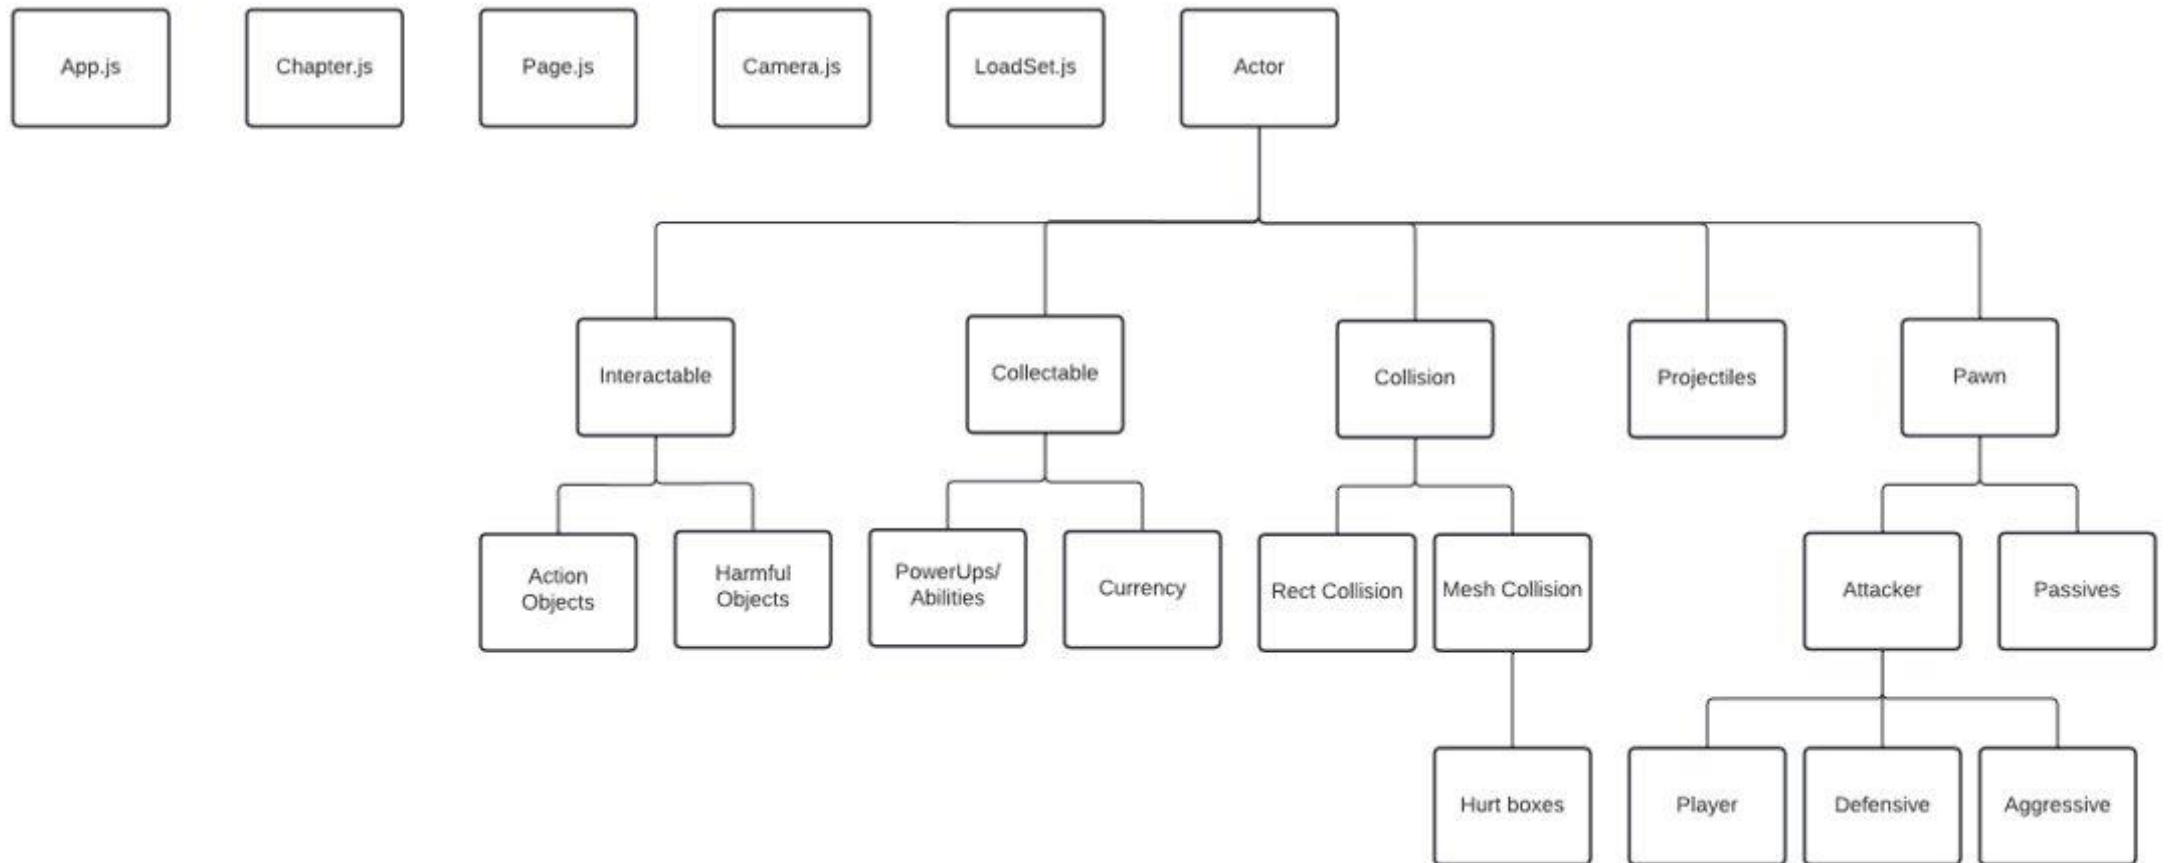 App.js
Chapter.js
Page.js
Camera.js
LoadSet.js
Actor
Interactable
Collectable
Collision
Projectiles
Pawn
Action
Objects
Harmful
Objects
PowerUps/
Abilities
Currency
Rect Collision
Mesh Collision
Attacker
Passives
Hurt boxes
Player
Defensive
Aggressive